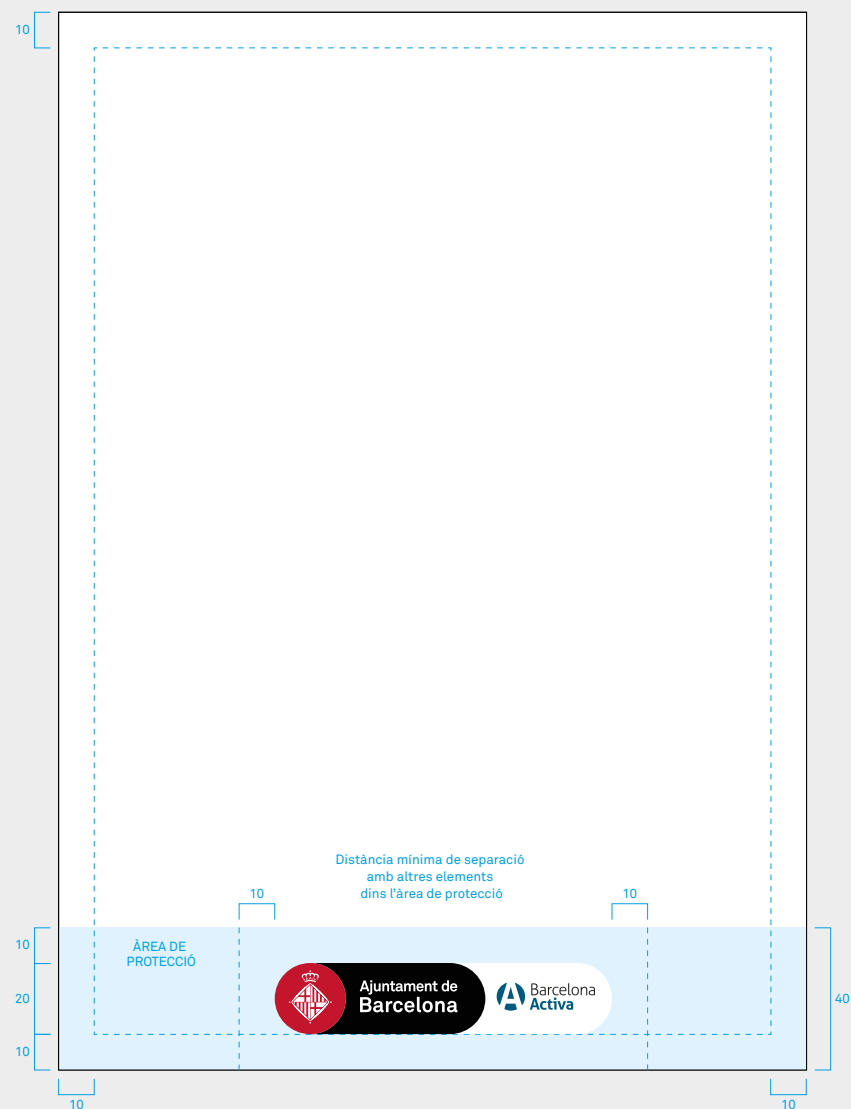 10
Distància mínima de separació
amb altres elements
dins l'àrea de protecció
10
10
10
ÀREA DE
PROTECCIÓ
20
10
40
Ajuntament de
Barcelona
Barcelona
Activa
10
10